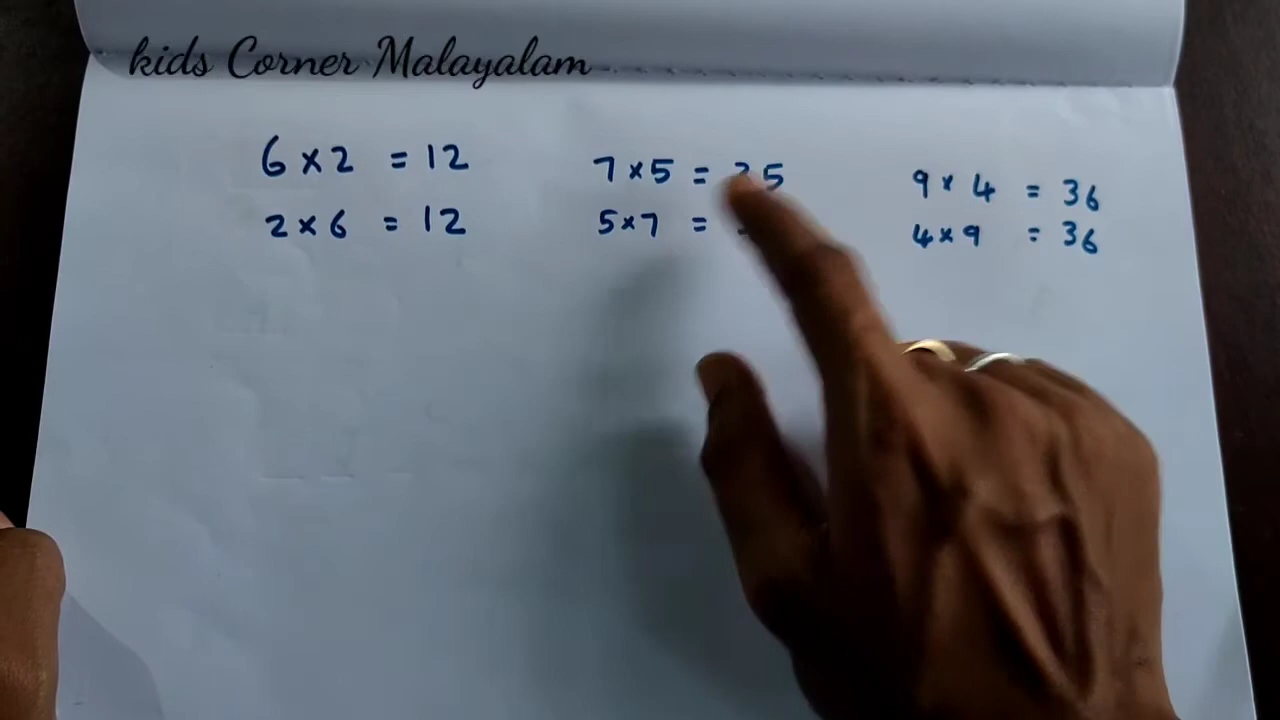 kids Corner Malayalam
6 × 2 = 12
2 × 6 = 12
7 × 5 = 35
5 × 7 =
9 × 4 = 36
4 × 9 = 36